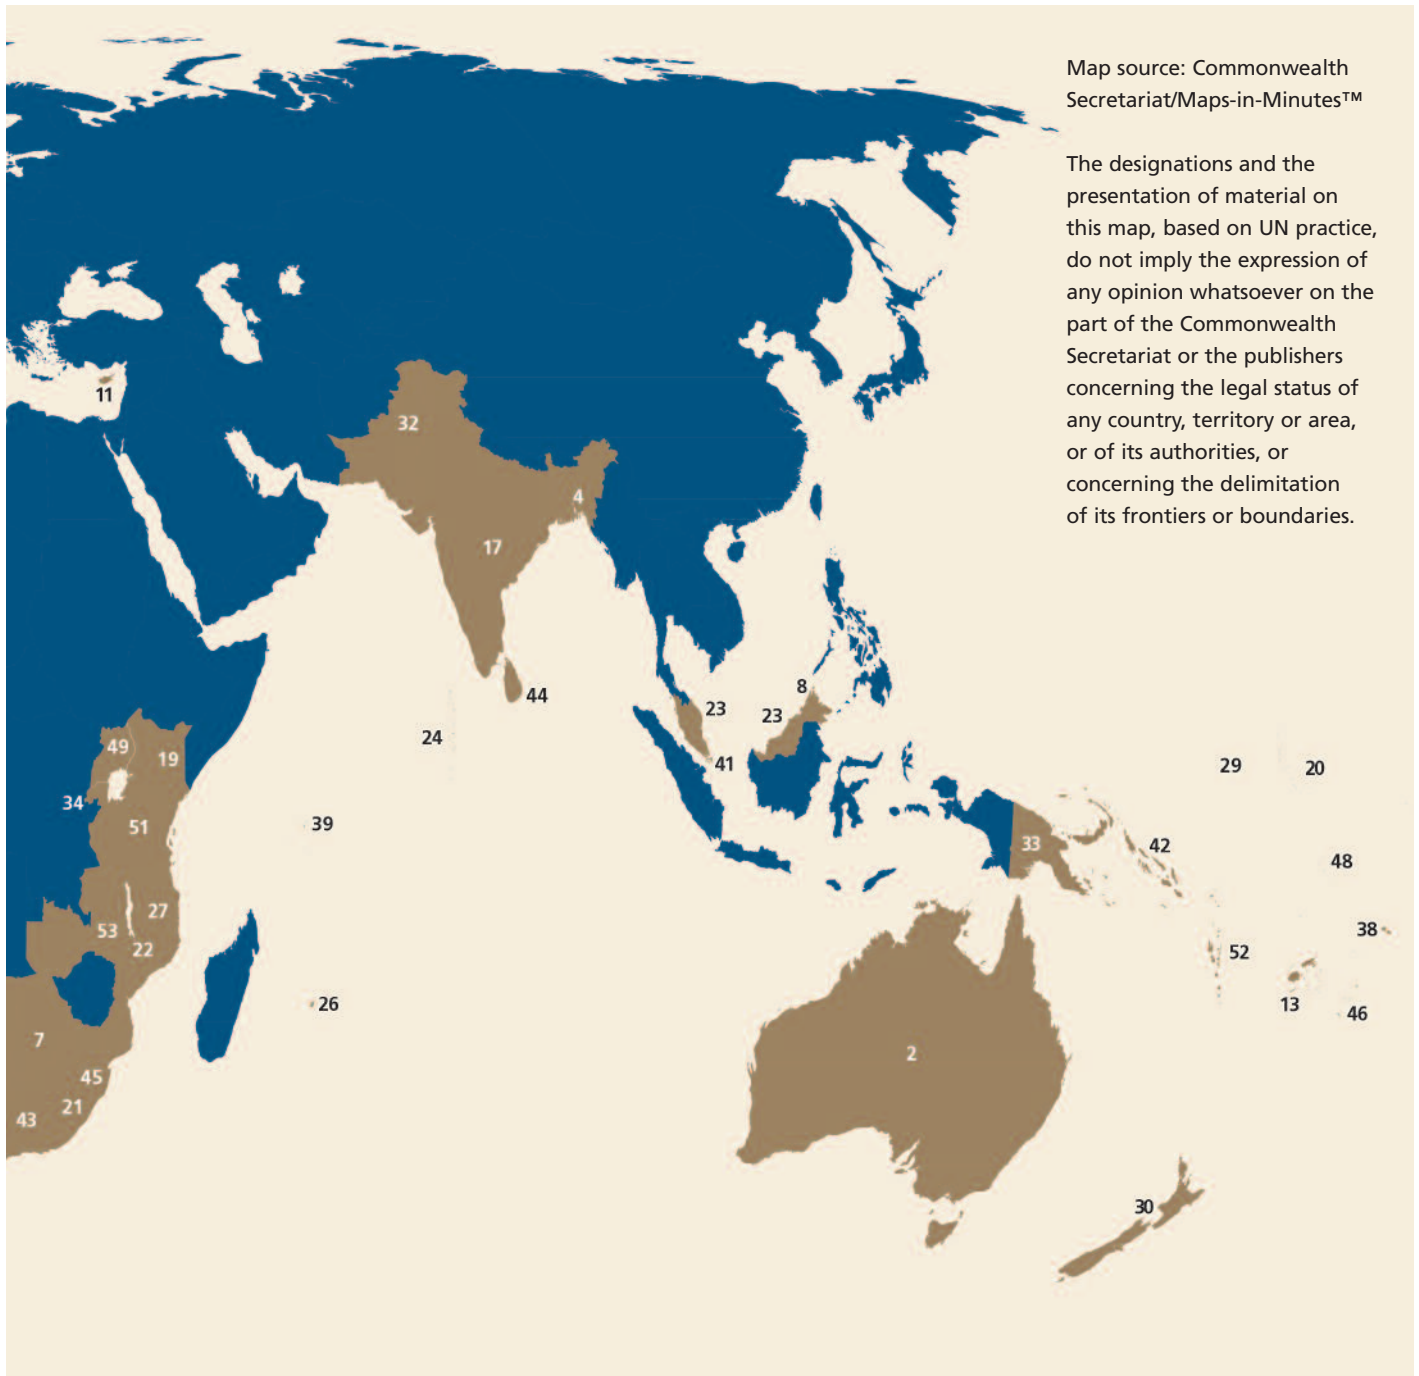 Map source: Commonwealth
Secretariat/Maps-in-Minutes™
The designations and the
presentation of material on
this map, based on UN practice,
do not imply the expression of
any opinion whatsoever on the
part of the Commonwealth
Secretariat or the publishers
concerning the legal status of
any country, territory or area,
or of its authorities, or
concerning the delimitation
of its frontiers or boundaries.
11
32
4
17
44
8
23
23
24
41
49
19
29
20
34
39
51
33
42
48
27
53
22
38
52
26
13
46
7
2
45
21
43
30